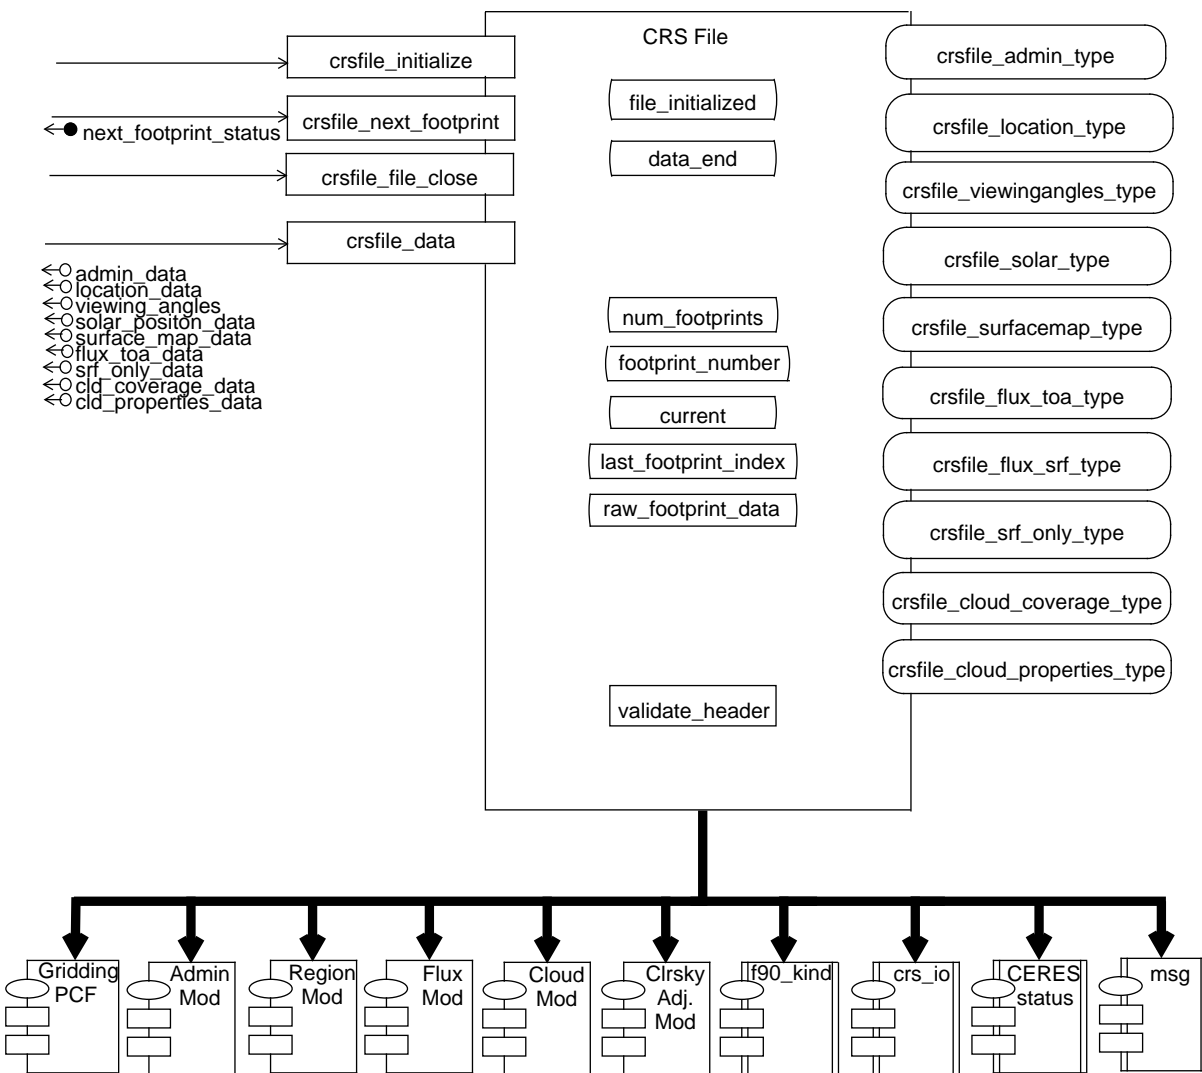 CRS File
crsfile_initialize
crsfile_next_footprint
next_footprint_status
crsfile_file_close
crsfile_data
admin_data
location_data
viewing_angles
solar_positon_data
surface_map_data
flux_toa_data
srf_only_data
cld_coverage_data
cld_properties_data
file_initialized
data_end
num_footprints
footprint_number
current
last_footprint_index
raw_footprint_data
validate_header
crsfile_admin_type
crsfile_location_type
crsfile_viewingangles_type
crsfile_solar_type
crsfile_surfacemap_type
crsfile_flux_toa_type
crsfile_flux_srf_type
crsfile_srf_only_type
crsfile_cloud_coverage_type
crsfile_cloud_properties_type
Gridding
PCF
Admin
Mod
Region
Mod
Flux
Mod
Cloud
Mod
Clrsky
Adj.
Mod
f90_kind
crs_io
CERES
status
msg